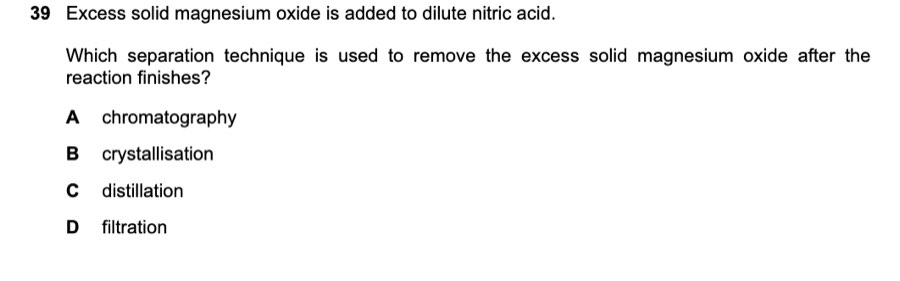 39 Excess solid magnesium oxide is added to dilute nitric acid.
Which separation technique is used to remove the excess solid magnesium oxide after the
reaction finishes?
A chromatography
B crystallisation
C distillation
D filtration